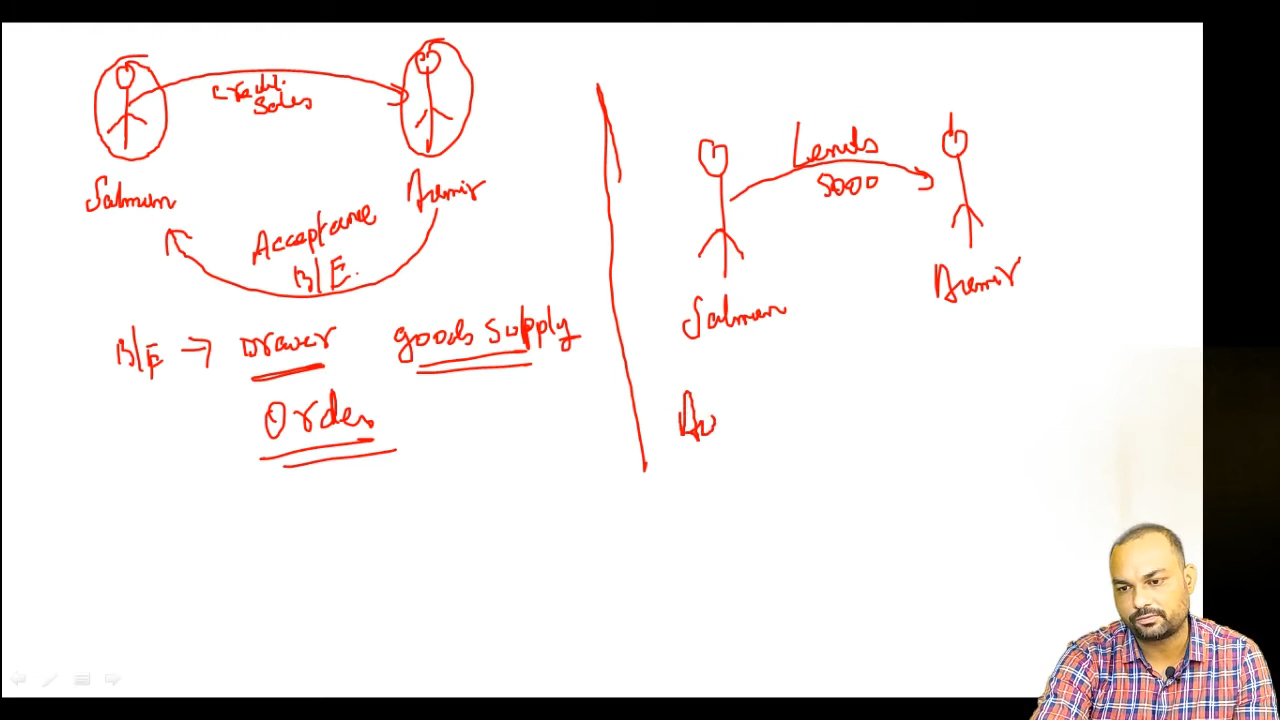 credit
Sales
Salman
Aamir
Acceptance
B/E.
B/E → Drawer
goods supply
Order
Lends
5000
Salman
Aamir